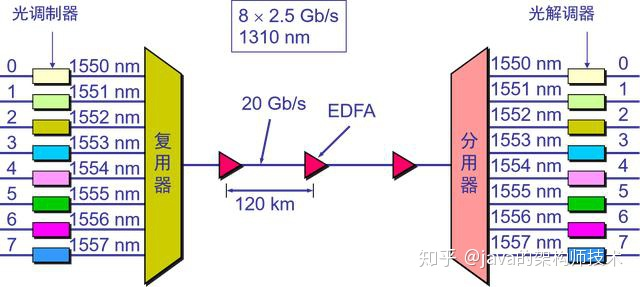 光调制器
8 × 2.5 Gb/s
1310 nm
光解调器
0 1550 nm
1 1551 nm
2 1552 nm
3 1553 nm
4 1554 nm
5 1555 nm
6 1556 nm
7 1557 nm
复用器
20 Gb/s
EDFA
120 km
分用器
1550 nm 0
1551 nm 1
1552 nm 2
1553 nm 3
1554 nm 4
1555 nm 5
1556 nm 6
1557 nm 7
知乎 @java的架构师技术